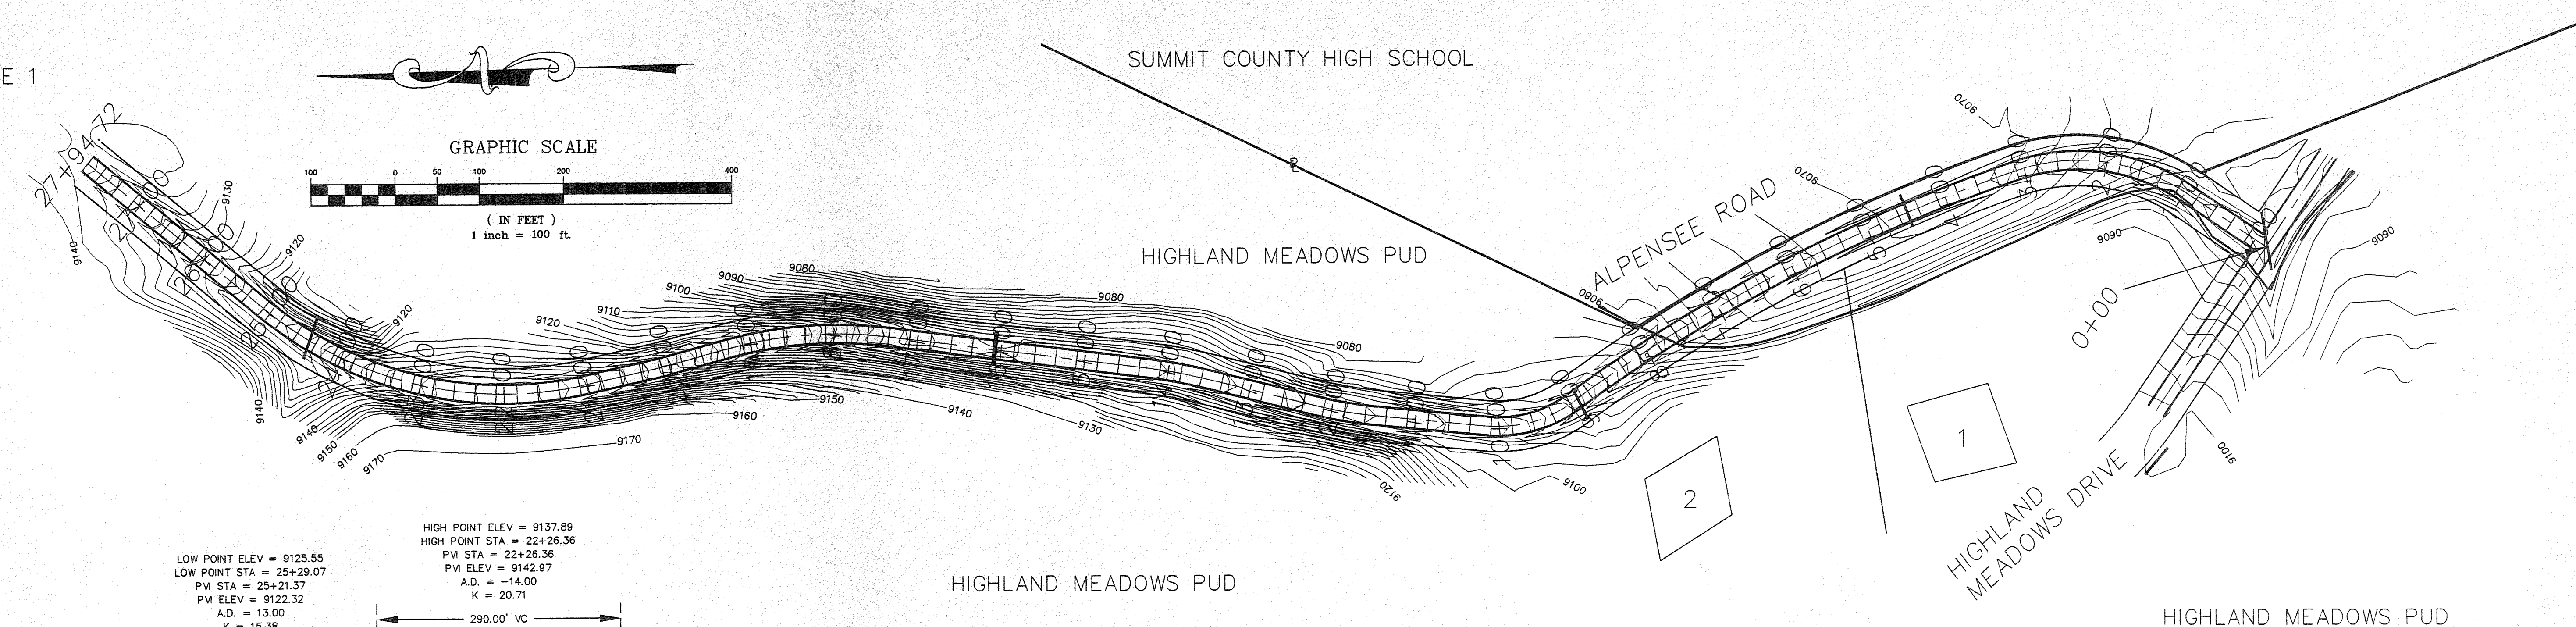 E 1
SUMMIT COUNTY HIGH SCHOOL
27+94.72
GRAPHIC SCALE
100 0 50 100 200 400
( IN FEET )
1 inch = 100 ft.
PL
HIGHLAND MEADOWS PUD
ALPENSEE ROAD
9070
9070
9080
9090
9090
0+00
9130
9120
9120
9140
9120
9110
9100
9090
9080
9080
9080
9140
9140
9150
9160
9170
9170
9160
9150
9140
9130
9120
9100
9100
1
2
HIGHLAND
MEADOWS DRIVE
HIGH POINT ELEV = 9137.89
HIGH POINT STA = 22+26.36
PVI STA = 22+26.36
PVI ELEV = 9142.97
A.D. = -14.00
K = 20.71
290.00' VC
LOW POINT ELEV = 9125.55
LOW POINT STA = 25+29.07
PVI STA = 25+21.37
PVI ELEV = 9122.32
A.D. = 13.00
K = 15.38
HIGHLAND MEADOWS PUD
HIGHLAND MEADOWS PUD